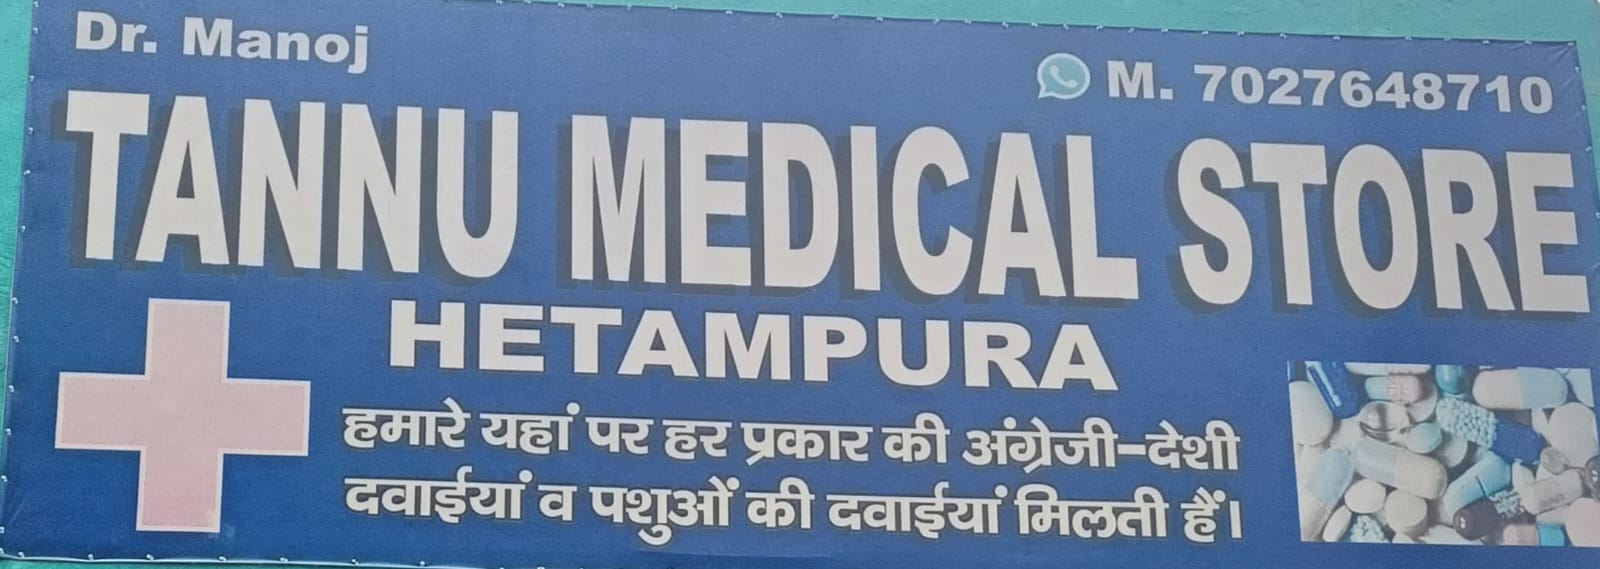 Dr. Manoj
M. 7027648710
TANNU MEDICAL STORE
HETAMPURA
हमारे यहां पर हर प्रकार की अंग्रेजी-देशी
दवाईयां व पशुओं की दवाईयां मिलती हैं।